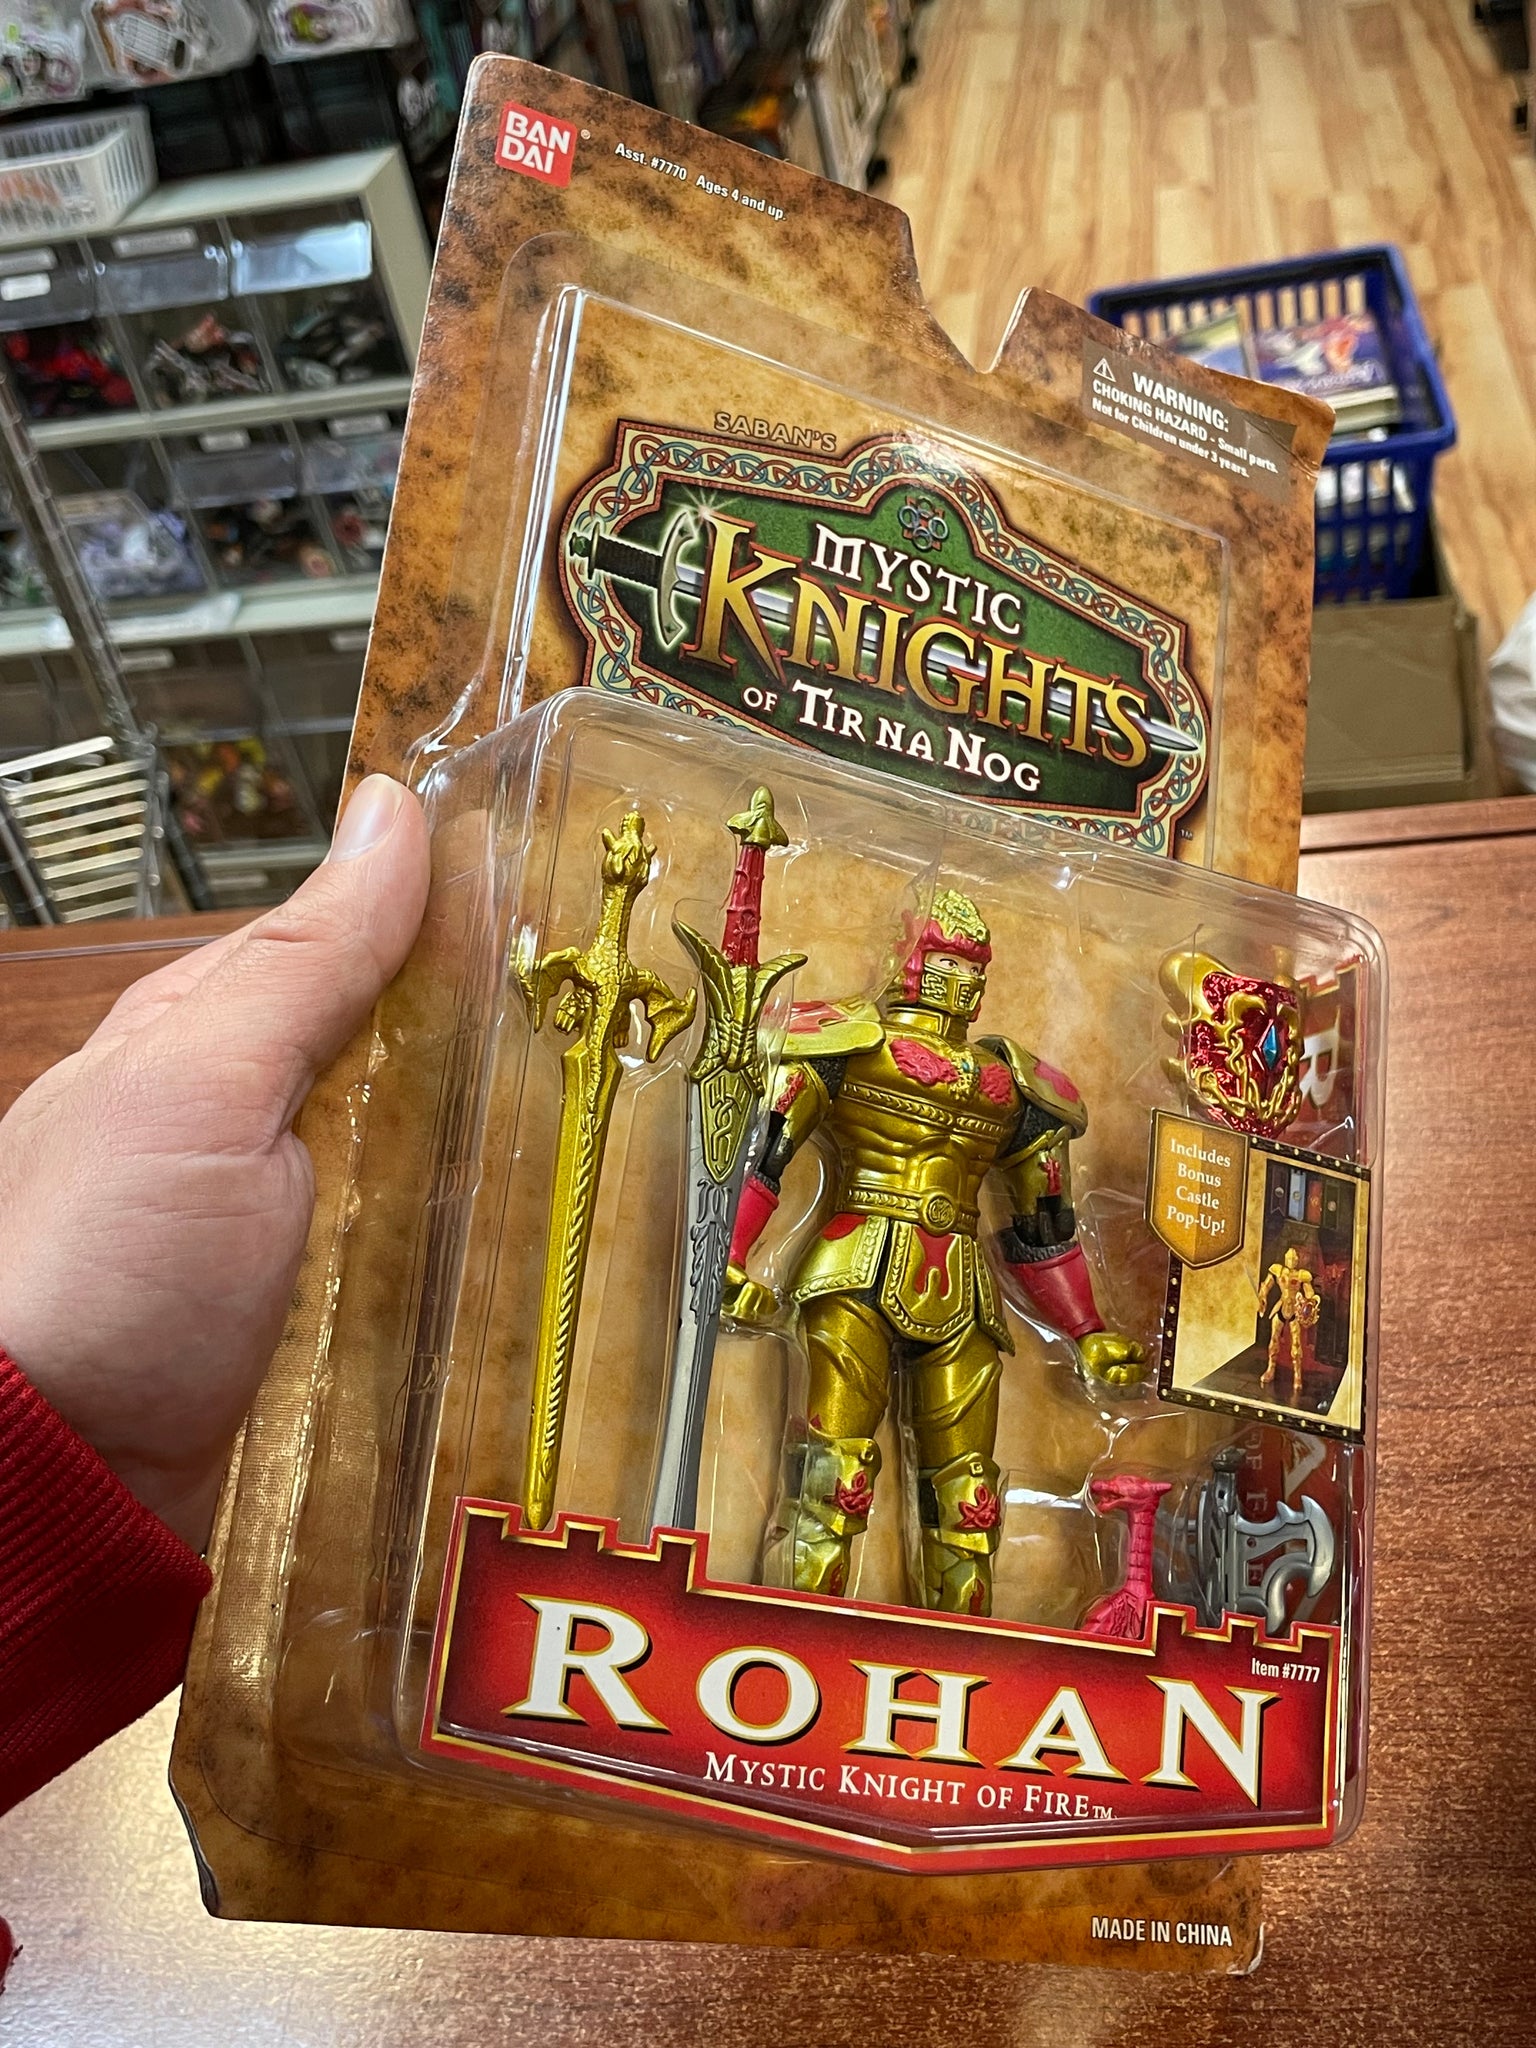 BAN
DAI
®
Asst. #7770 Ages 4 and up.
WARNING:
CHOKING HAZARD - Small parts.
Not for Children under 3 years.
SABAN'S
MYSTIC
KNIGHTS
OF TIR NA NOG
TM
Includes
Bonus
Castle
Pop-Up!
Item #7777
ROHAN
MYSTIC KNIGHT OF FIRE™
MADE IN CHINA